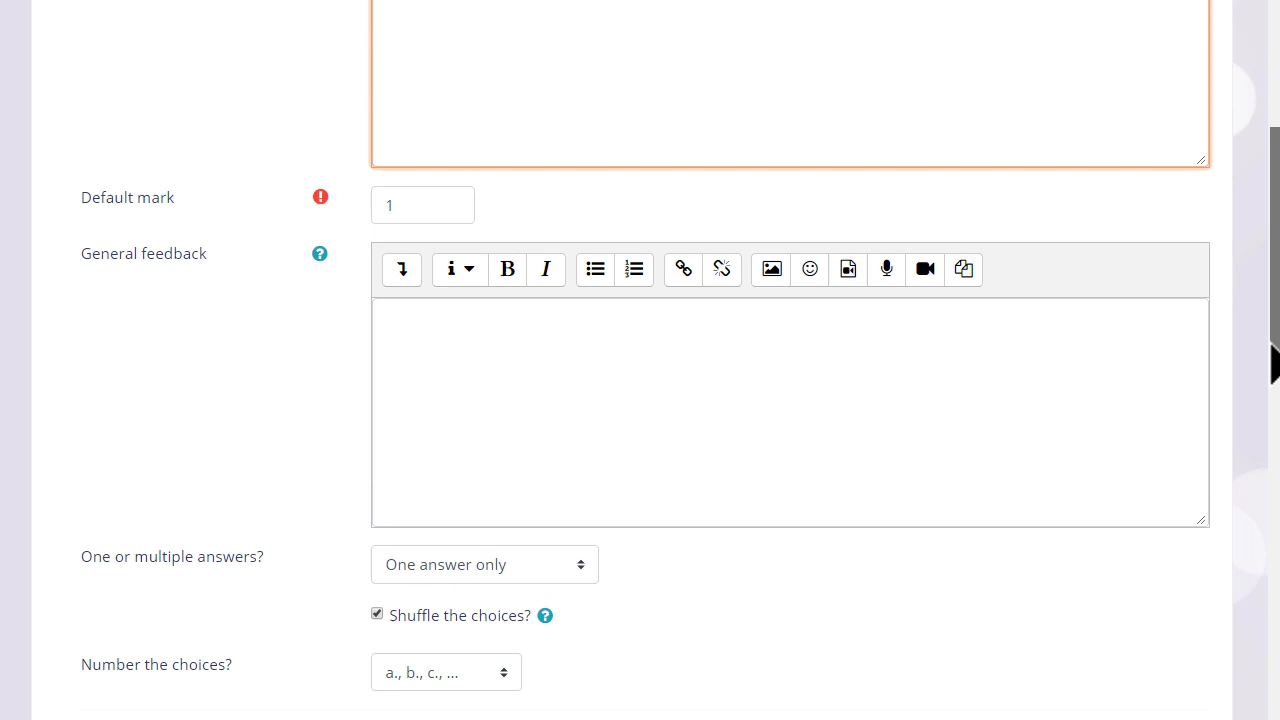 Default mark
1
General feedback
B I
One or multiple answers?
One answer only
Shuffle the choices?
Number the choices?
a., b., c., ...